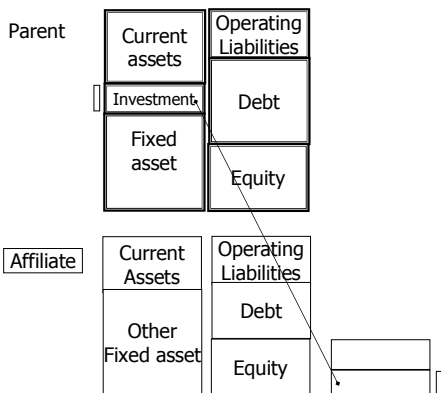 Parent
Current
assets
Operating
Liabilities
Investment
Debt
Fixed
asset
Equity
Affiliate
Current
Assets
Operating
Liabilities
Debt
Other
Fixed asset
Equity